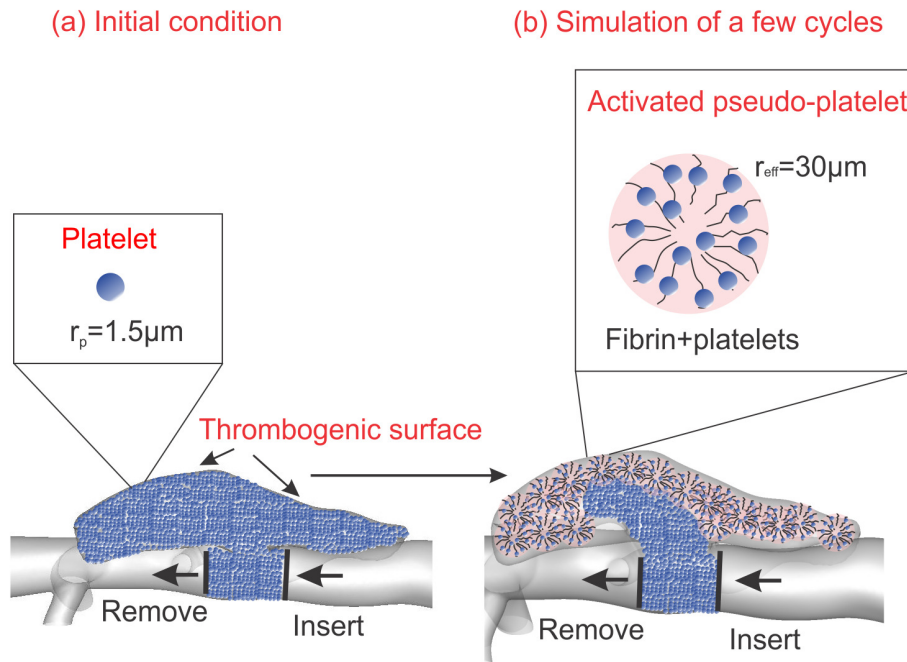 (a) Initial condition
(b) Simulation of a few cycles
Platelet
rₚ=1.5µm
Activated pseudo-platelet
r_eff=30µm
Fibrin+platelets
Thrombogenic surface
Remove
Insert
Remove
Insert